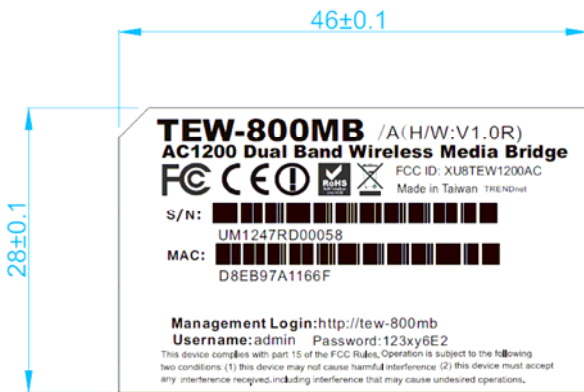 46±0.1
28±0.1
TEW-800MB /A(H/W:V1.0R)
AC1200 Dual Band Wireless Media Bridge
FC CE RoHS FCC ID: XU8TEW1200AC
Made in Taiwan TRENDnet
S/N:
UM1247RD00058
MAC:
D8EB97A1166F
Management Login:http://tew-800mb
Username:admin Password:123xy6E2
This device complies with part 15 of the FCC Rules, Operation is subject to the following
two conditions: (1) this device may not cause harmful interference (2) this device must accept
any interference received,including interference that may cause undesired operations.